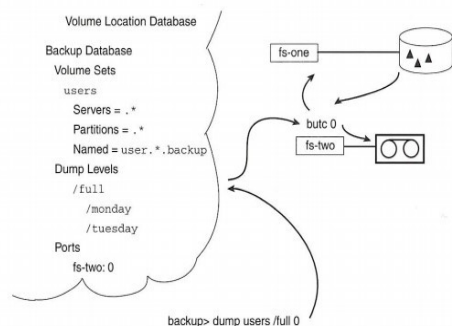 Volume Location Database
Backup Database
Volume Sets
users
Servers = .*
Partitions = .*
Named = user.*.backup
Dump Levels
/full
/monday
/tuesday
Ports
fs-two: 0
fs-one
butc 0
fs-two
backup> dump users /full 0